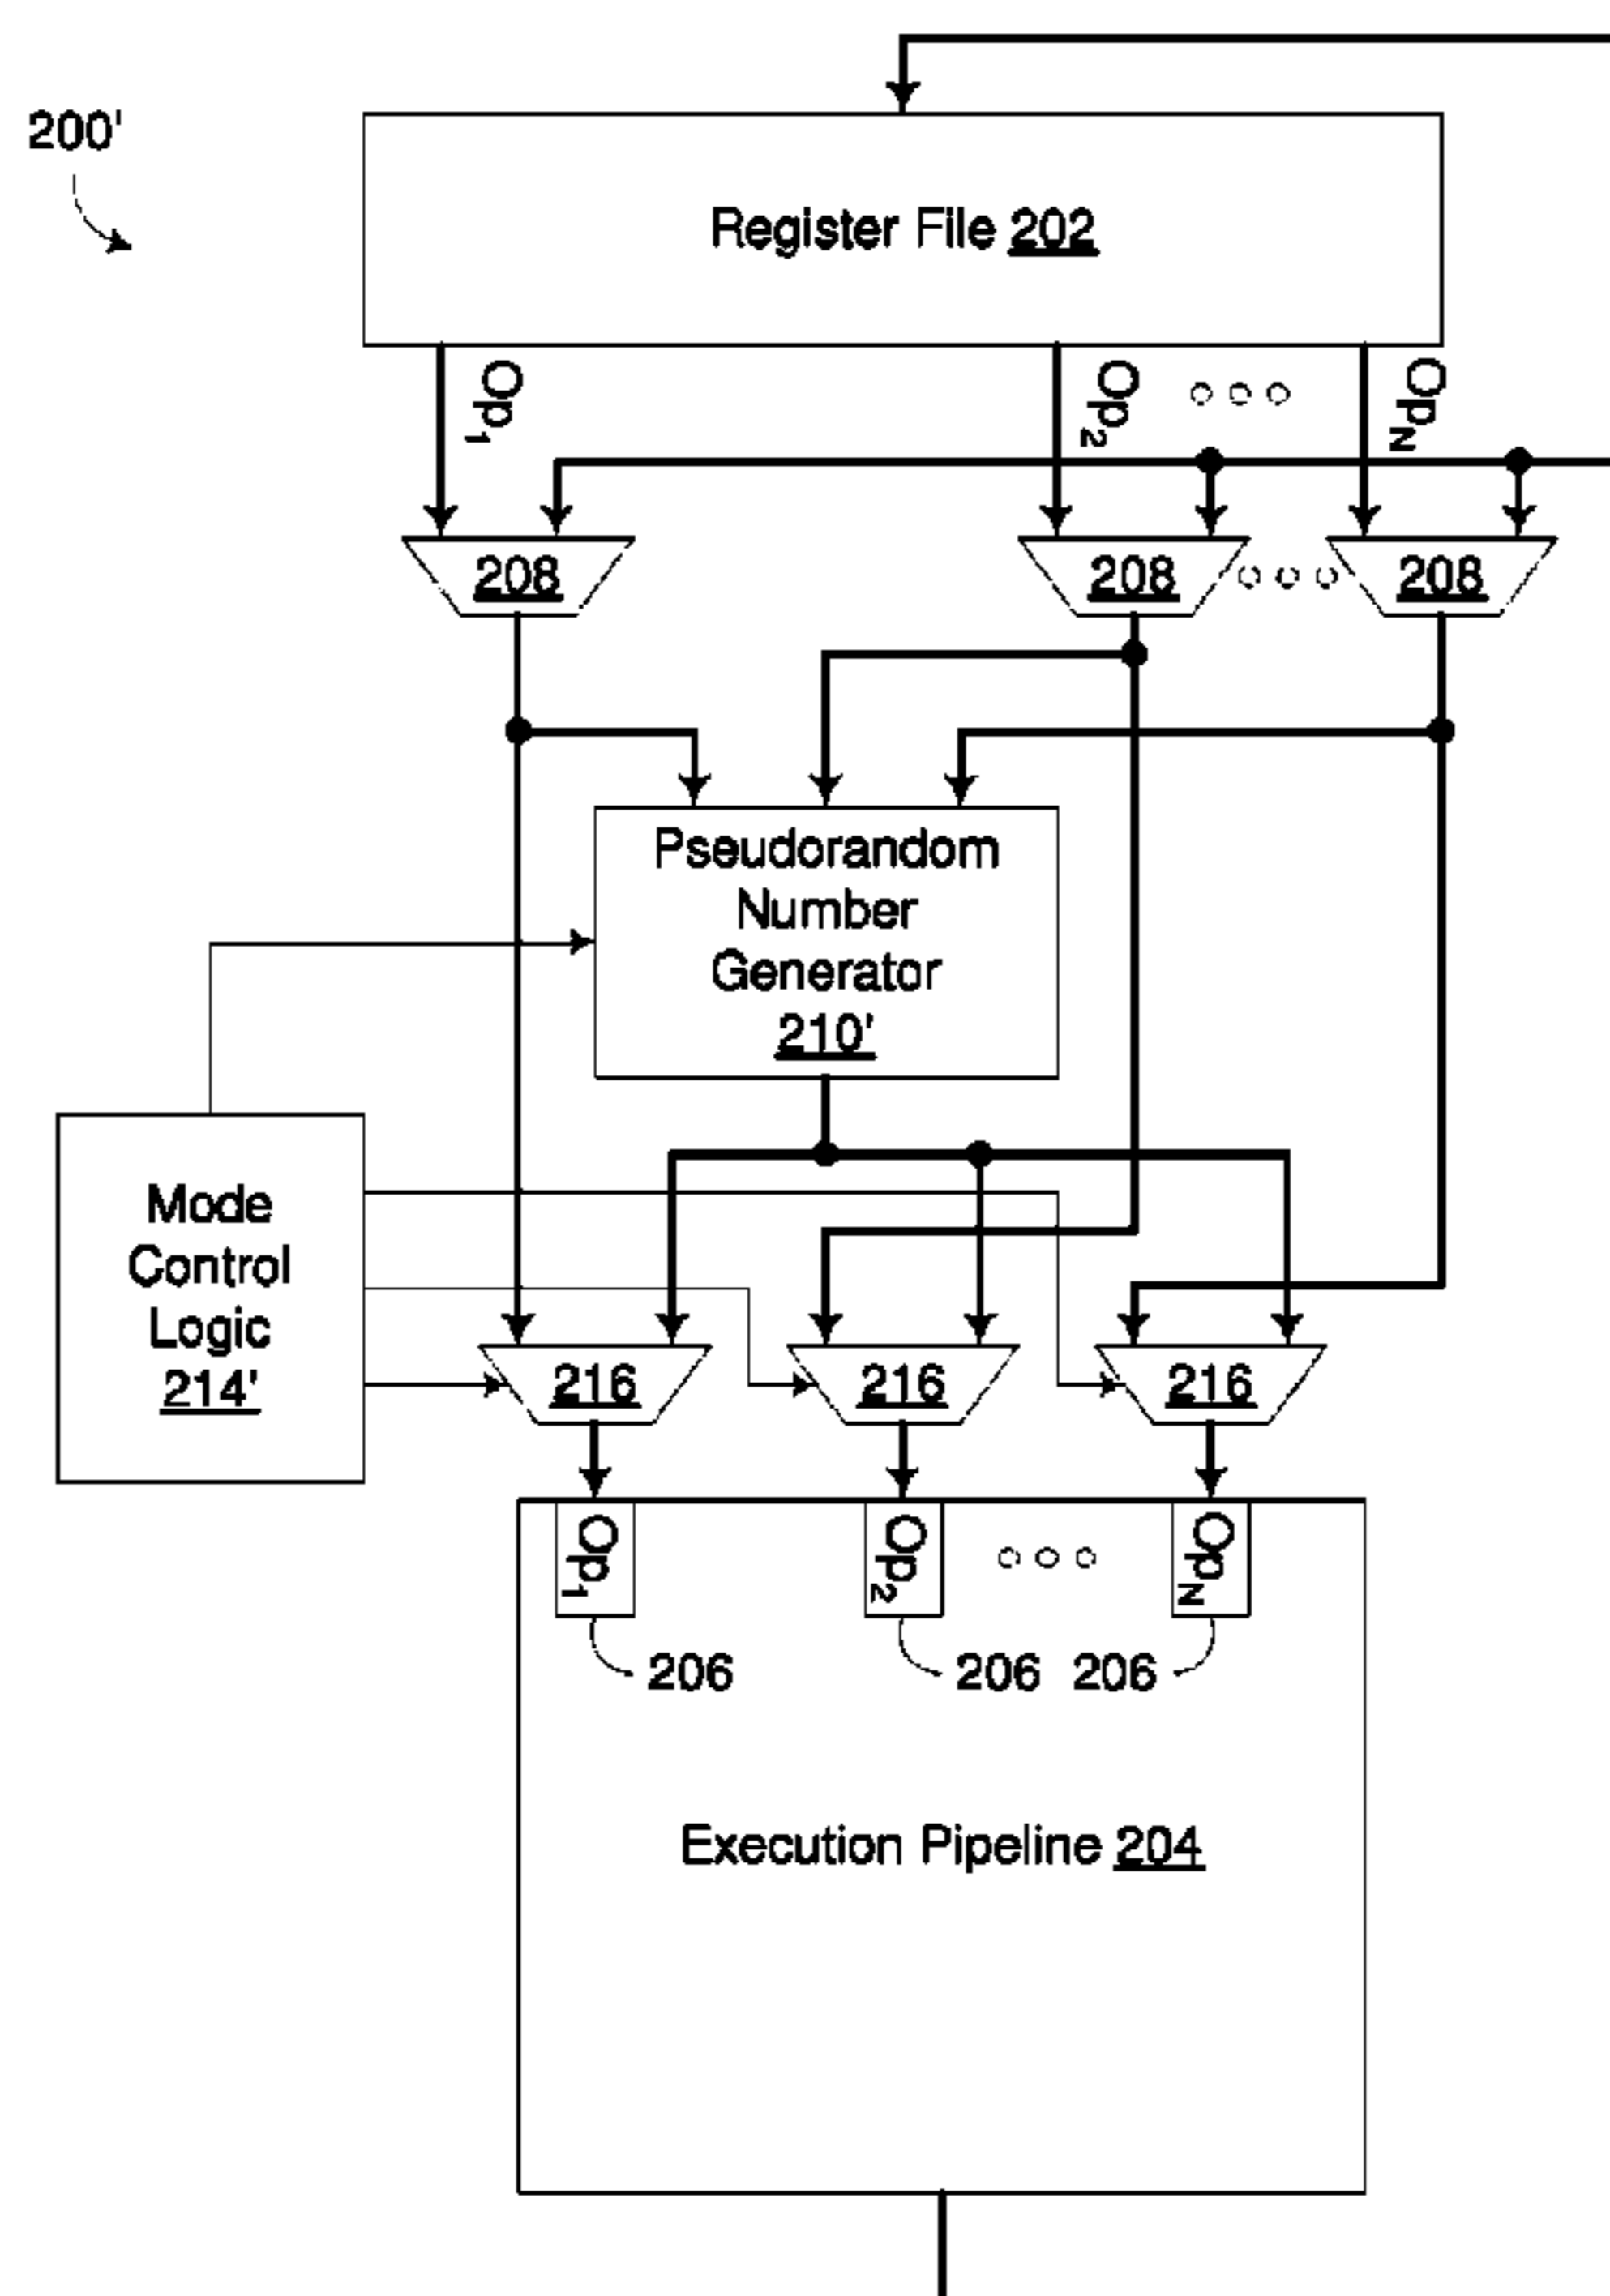 200'
Register File 202
Op1
Op2
OpN
208
208
208
Pseudorandom
Number
Generator
210'
Mode
Control
Logic
214'
216
216
216
Op1
Op2
OpN
206
206
206
Execution Pipeline 204